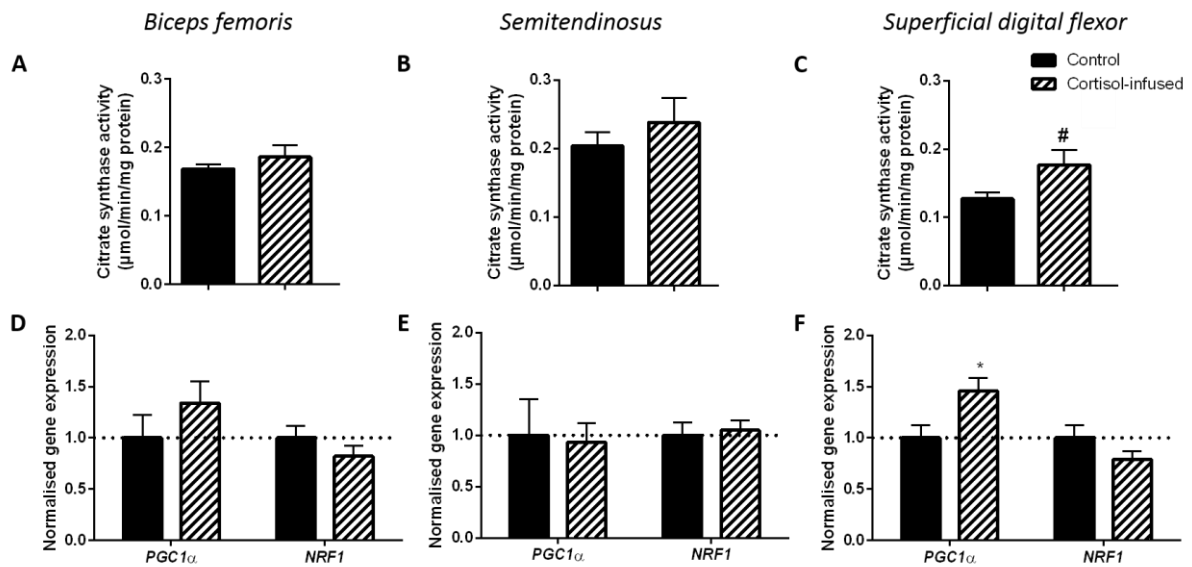 Biceps femoris
Semitendinosus
Superficial digital flexor
A
B
C
Control
Cortisol-infused
Citrate synthase activity
(µmol/min/mg protein)
0.3
0.2
0.1
0.0
Citrate synthase activity
(µmol/min/mg protein)
0.3
0.2
0.1
0.0
Citrate synthase activity
(µmol/min/mg protein)
0.3
0.2
0.1
0.0
#
D
E
F
Normalised gene expression
2.0
1.5
1.0
0.5
0.0
PGC1α
NRF1
Normalised gene expression
2.0
1.5
1.0
0.5
0.0
PGC1α
NRF1
Normalised gene expression
2.0
1.5
1.0
0.5
0.0
*
PGC1α
NRF1